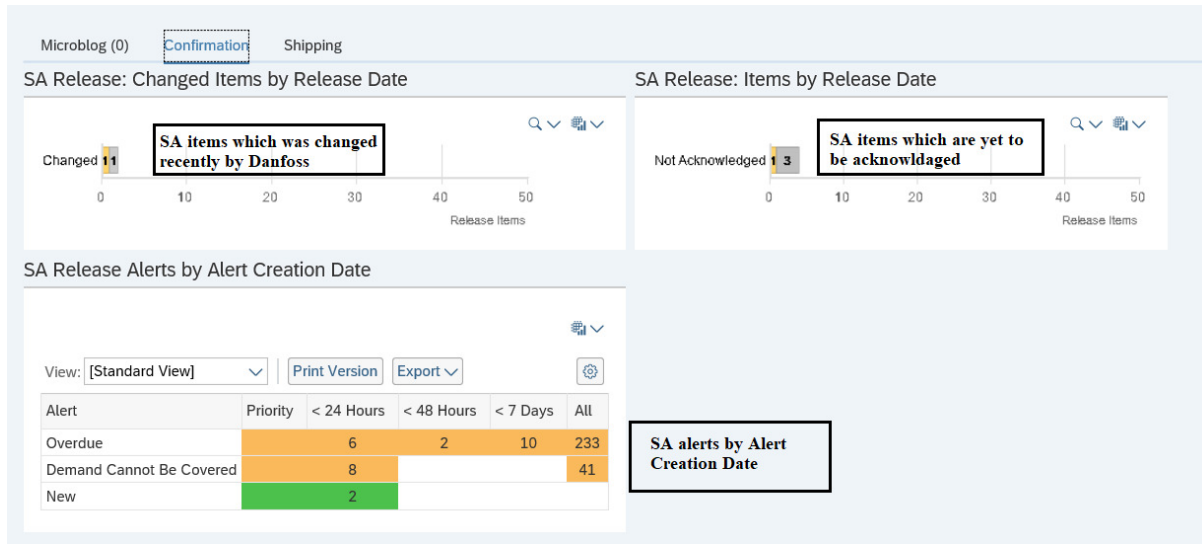 Microblog (0) Confirmation Shipping
SA Release: Changed Items by Release Date
SA items which was changed
recently by Danfoss
Changed 1 1
0 10 20 30 40 50
Release Items
SA Release: Items by Release Date
SA items which are yet to
be acknowldaged
Not Acknowledged 1 3
0 10 20 30 40 50
Release Items
SA Release Alerts by Alert Creation Date
View: [Standard View] Print Version Export
Alert Priority < 24 Hours < 48 Hours < 7 Days All
Overdue 6 2 10 233
Demand Cannot Be Covered 8 41
New 2
SA alerts by Alert
Creation Date